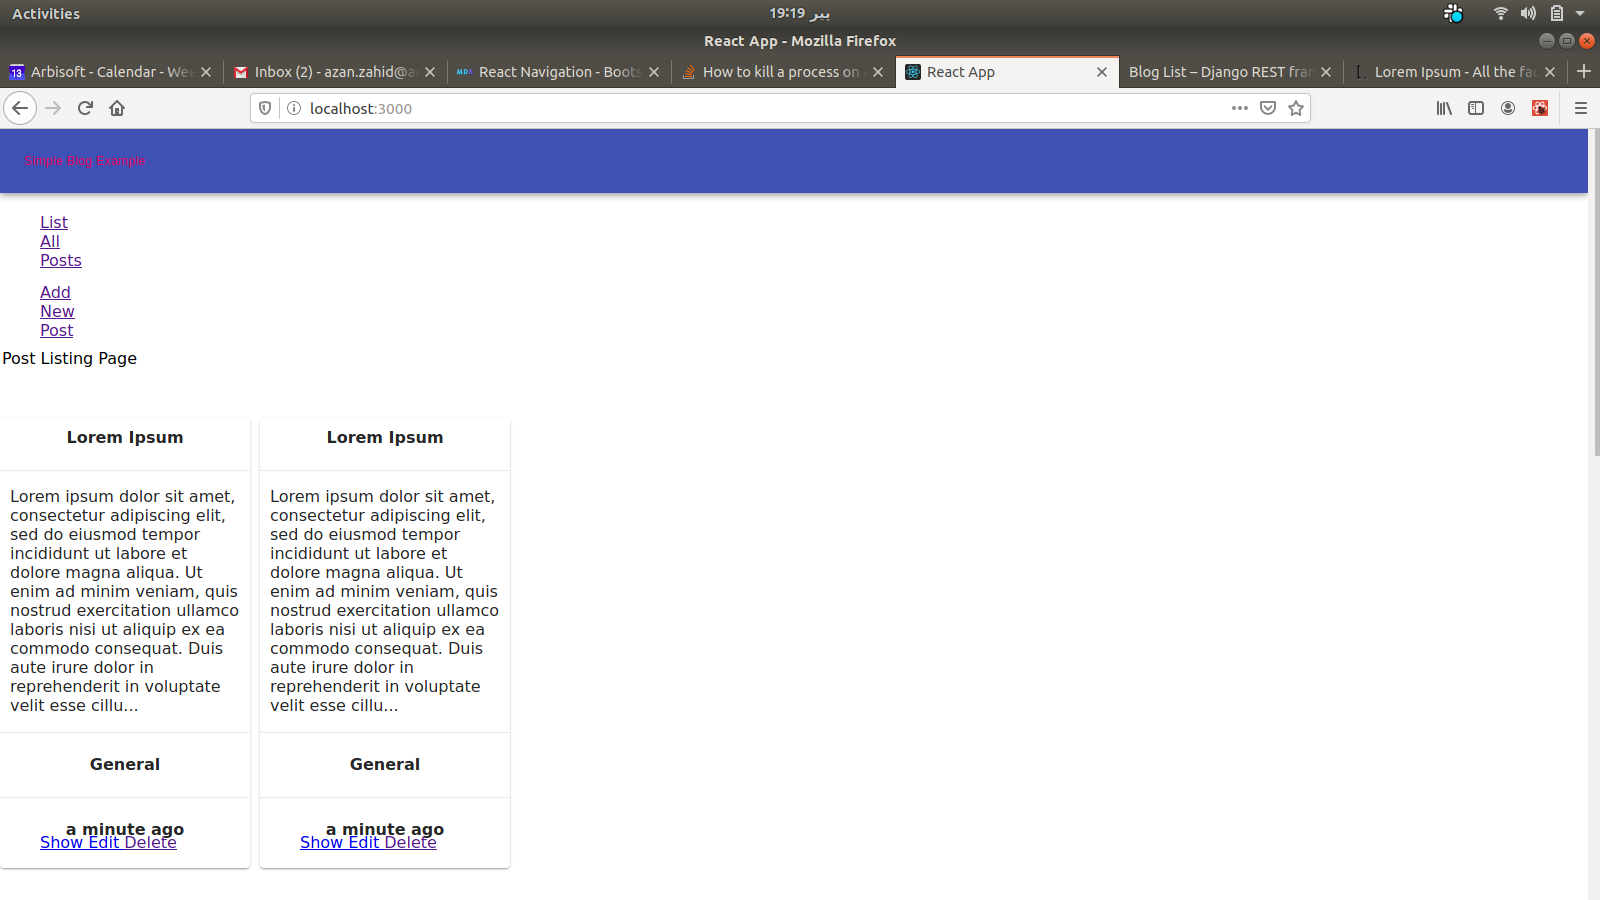 Activities
19:19 پیر
React App - Mozilla Firefox
Arbisoft - Calendar - Wee
Inbox (2) - azan.zahid@a
MDB React Navigation - Boots
How to kill a process on a
React App
Blog List – Django REST fran
Lorem Ipsum - All the fac
localhost:3000
Simple Blog Example
List
All
Posts
Add
New
Post
Post Listing Page
Lorem Ipsum
Lorem ipsum dolor sit amet,
consectetur adipiscing elit,
sed do eiusmod tempor
incididunt ut labore et
dolore magna aliqua. Ut
enim ad minim veniam, quis
nostrud exercitation ullamco
laboris nisi ut aliquip ex ea
commodo consequat. Duis
aute irure dolor in
reprehenderit in voluptate
velit esse cillu...
General
a minute ago
Show Edit Delete
Lorem Ipsum
Lorem ipsum dolor sit amet,
consectetur adipiscing elit,
sed do eiusmod tempor
incididunt ut labore et
dolore magna aliqua. Ut
enim ad minim veniam, quis
nostrud exercitation ullamco
laboris nisi ut aliquip ex ea
commodo consequat. Duis
aute irure dolor in
reprehenderit in voluptate
velit esse cillu...
General
a minute ago
Show Edit Delete